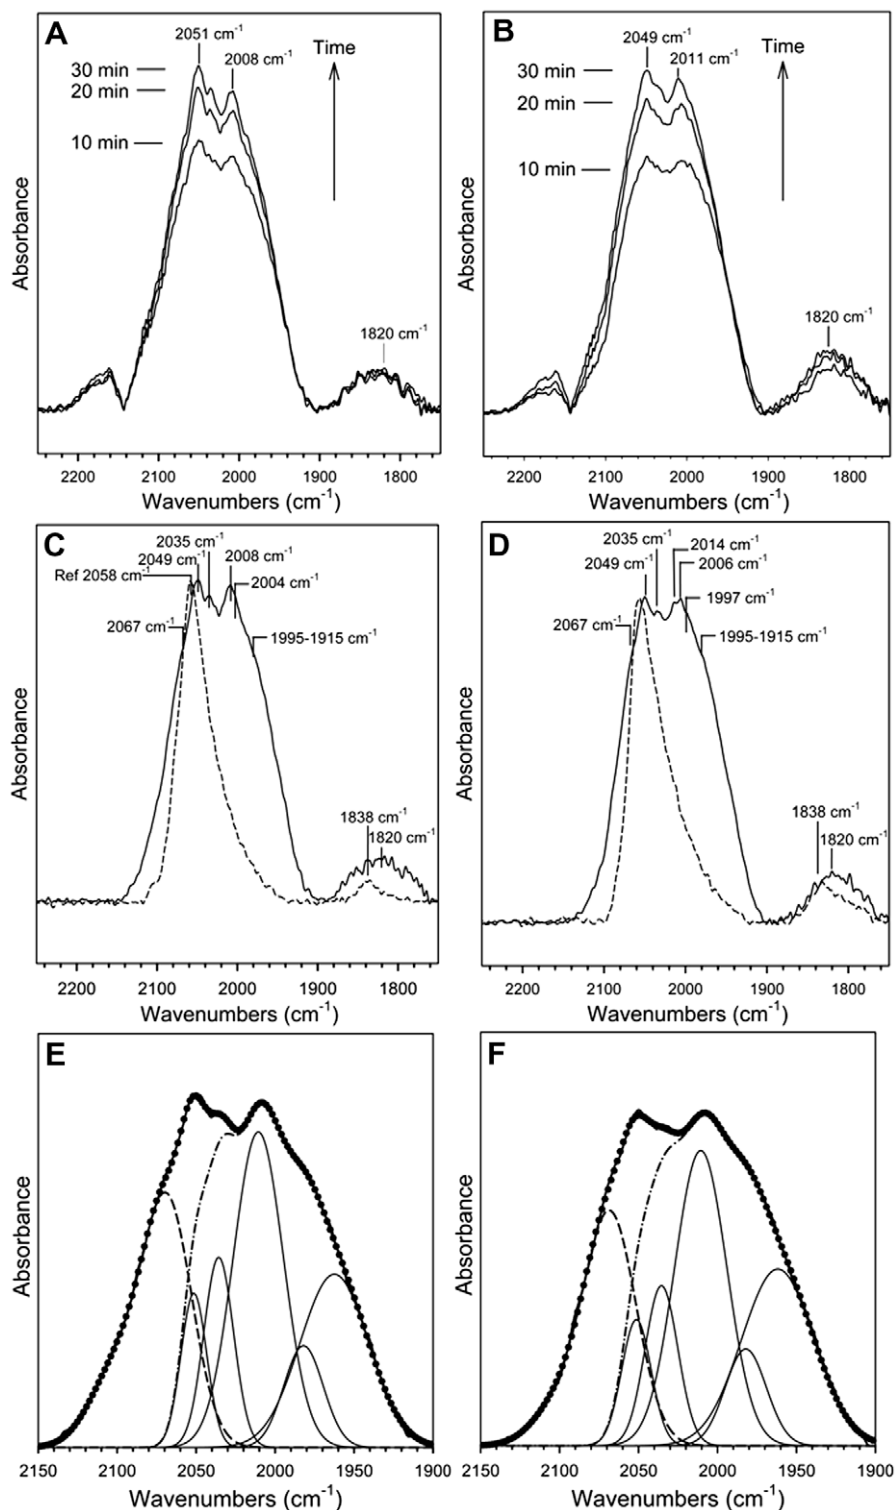 A
2051 cm-1
2008 cm-1
Time
30 min
20 min
10 min
1820 cm-1
Absorbance
2200 2100 2000 1900 1800
Wavenumbers (cm-1)
B
2049 cm-1
2011 cm-1
Time
30 min
20 min
10 min
1820 cm-1
Absorbance
2200 2100 2000 1900 1800
Wavenumbers (cm-1)
C
2035 cm-1
2049 cm-1
2008 cm-1
Ref 2058 cm-1
2004 cm-1
2067 cm-1
1995-1915 cm-1
1838 cm-1
1820 cm-1
Absorbance
2200 2100 2000 1900 1800
Wavenumbers (cm-1)
D
2035 cm-1
2014 cm-1
2049 cm-1
2006 cm-1
1997 cm-1
2067 cm-1
1995-1915 cm-1
1838 cm-1
1820 cm-1
Absorbance
2200 2100 2000 1900 1800
Wavenumbers (cm-1)
E
Absorbance
2150 2100 2050 2000 1950 1900
Wavenumbers (cm-1)
F
Absorbance
2150 2100 2050 2000 1950 1900
Wavenumbers (cm-1)